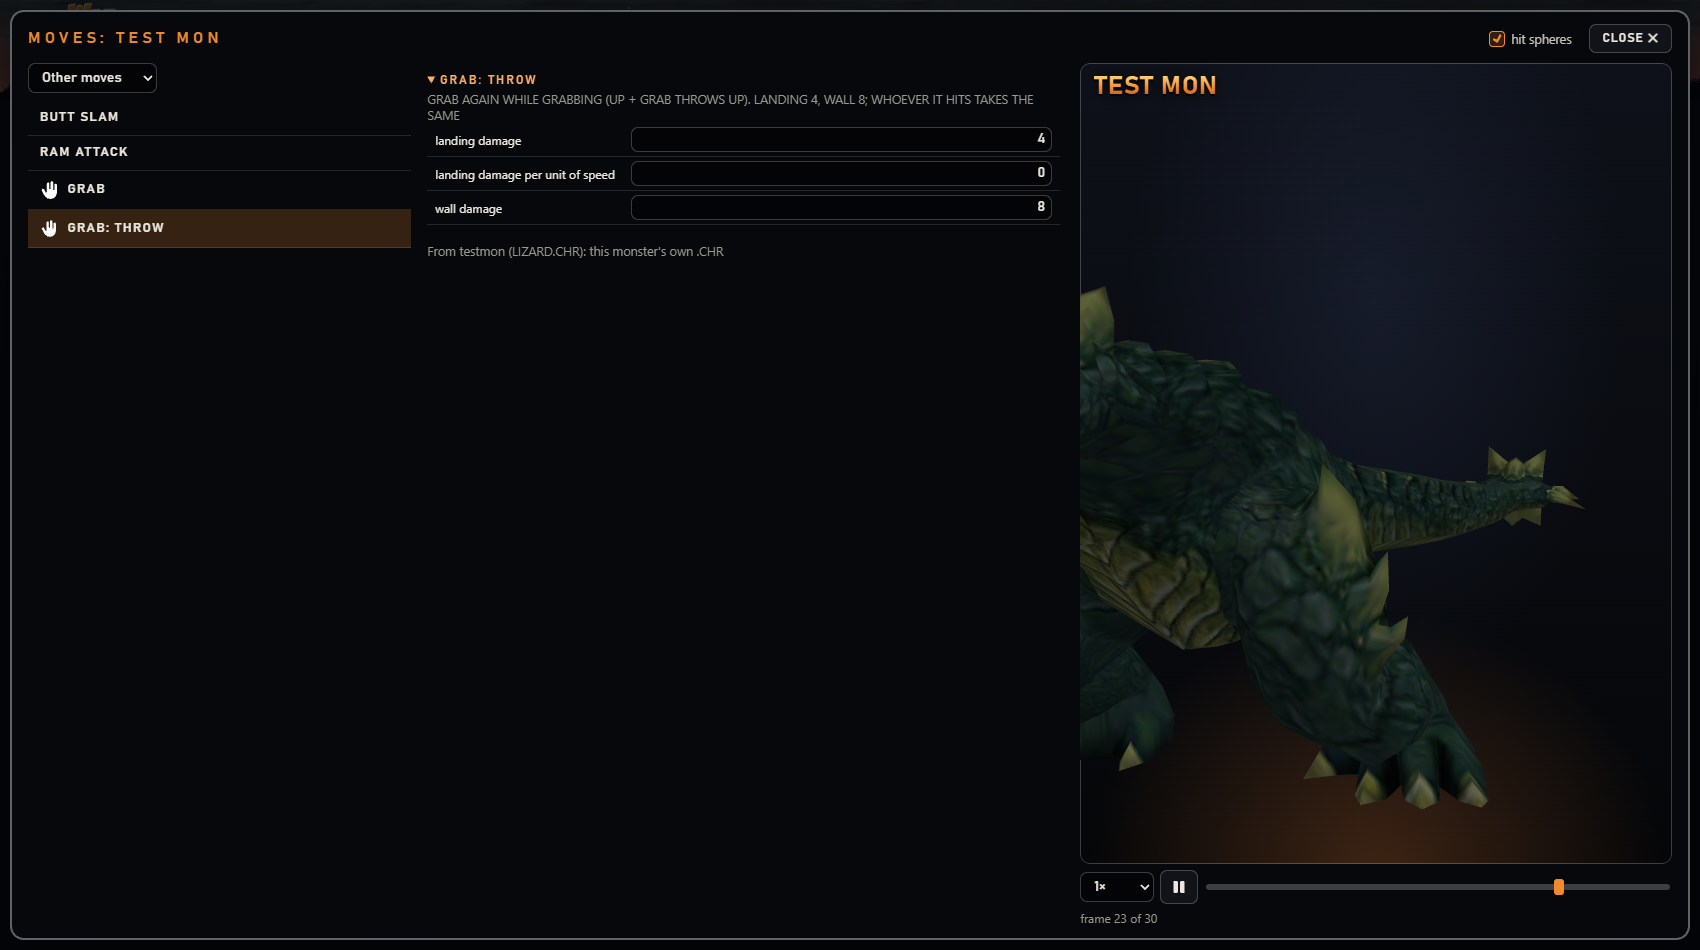 MOVES: TEST MON
hit spheres
CLOSE ✕
Other moves
BUTT SLAM
RAM ATTACK
GRAB
GRAB: THROW
▼ GRAB: THROW
GRAB AGAIN WHILE GRABBING (UP + GRAB THROWS UP). LANDING 4, WALL 8; WHOEVER IT HITS TAKES THE
SAME
landing damage 4
landing damage per unit of speed 0
wall damage 8
From testmon (LIZARD.CHR): this monster's own .CHR
TEST MON
1×
frame 23 of 30